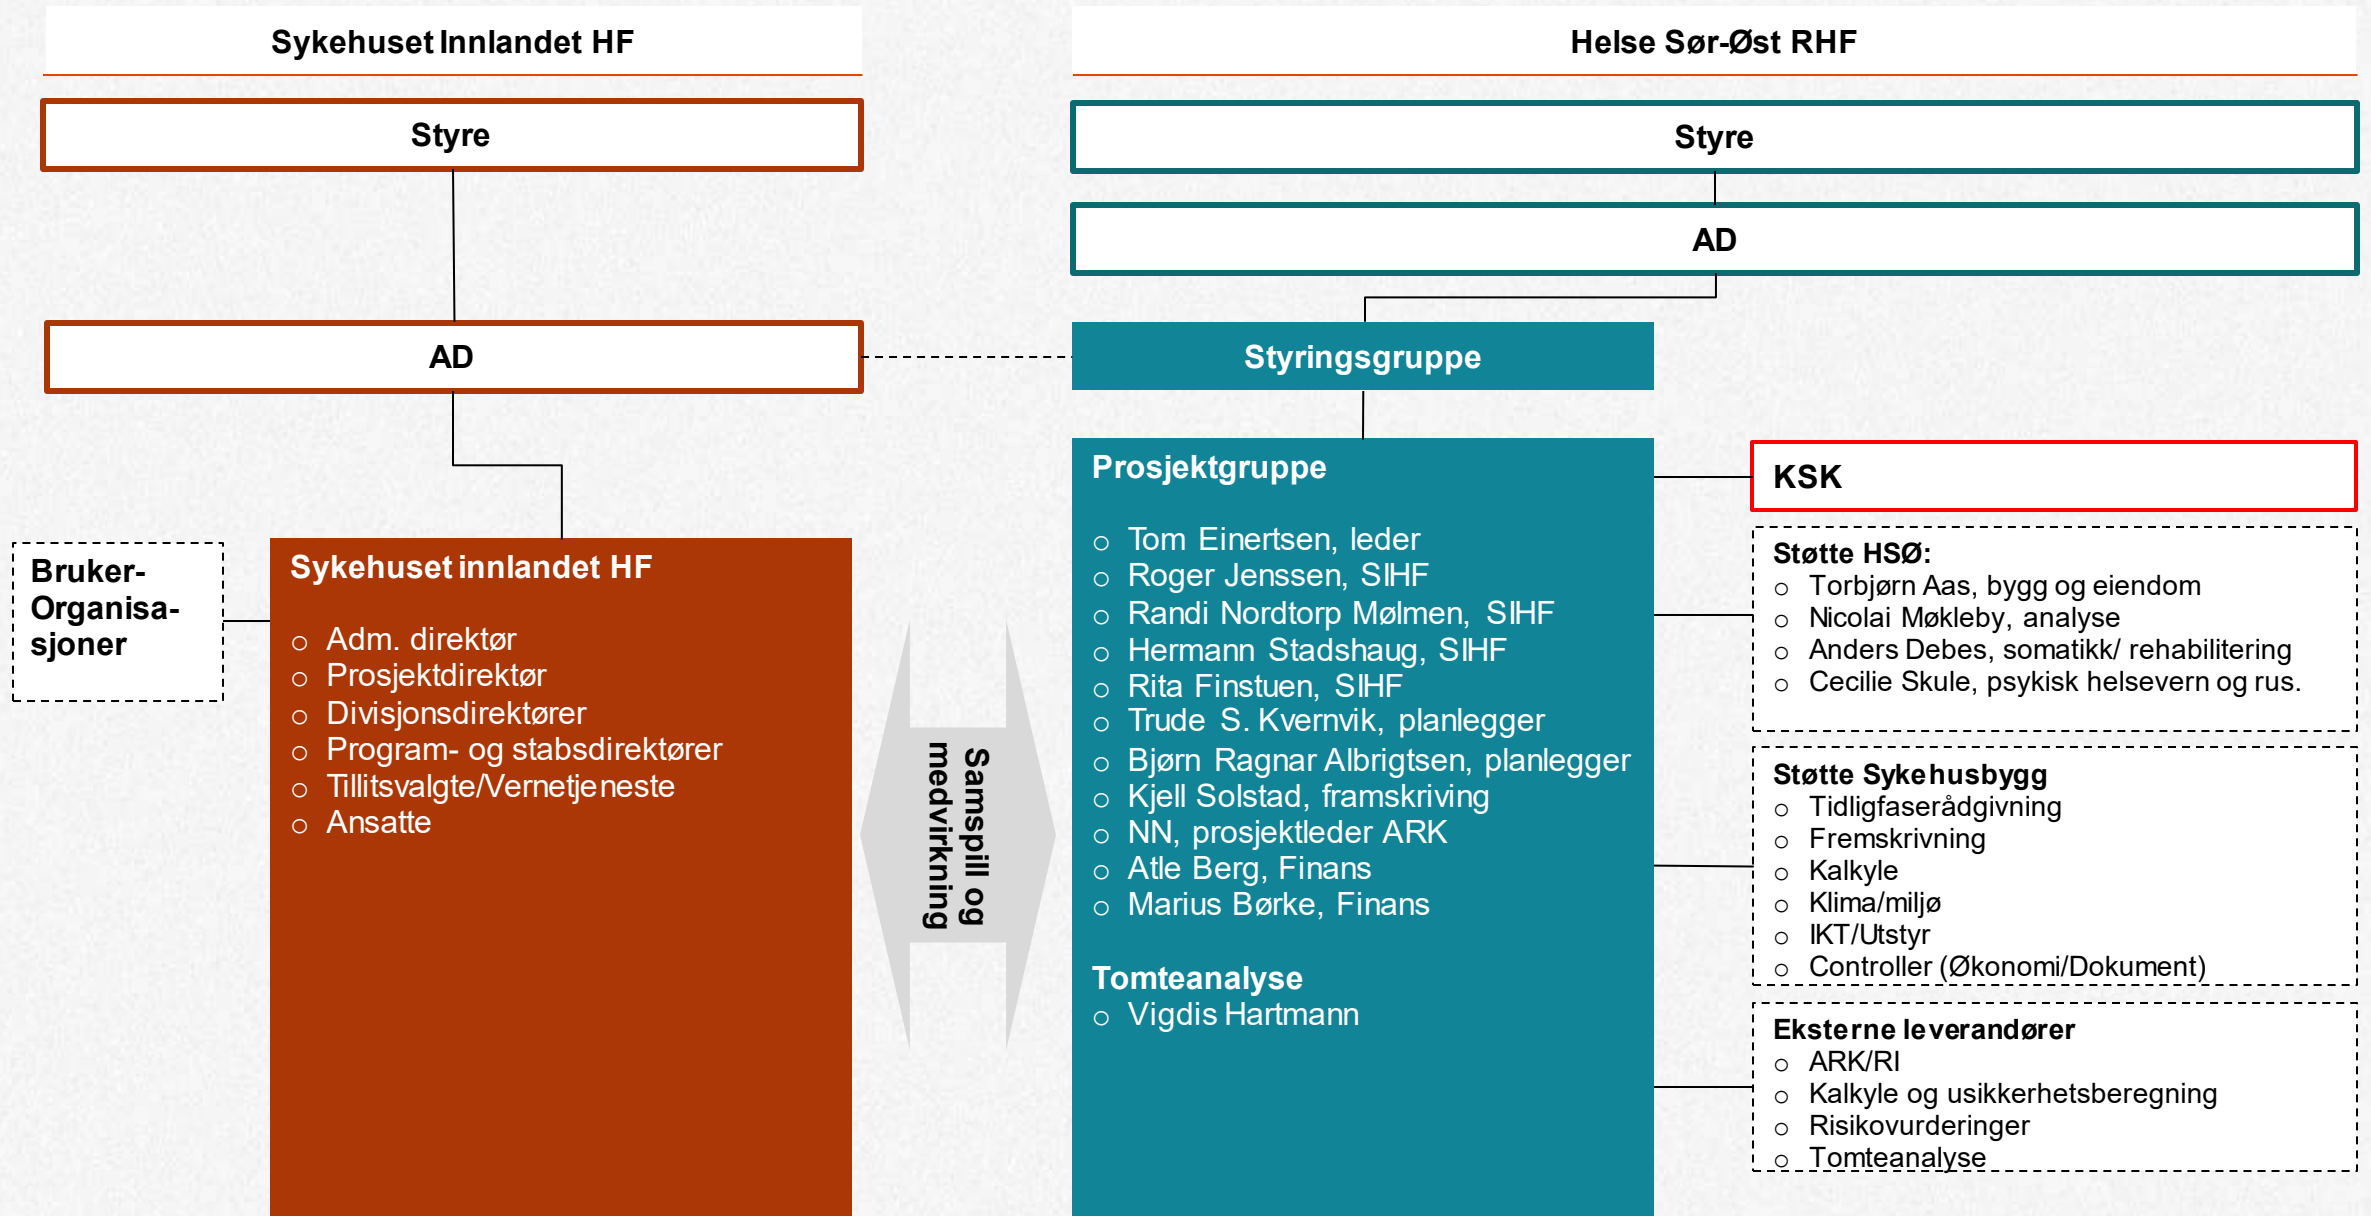 Sykehuset Innlandet HF
Styre
AD
Bruker-
Organisa-
sjoner
Sykehuset innlandet HF
o Adm. direktør
o Prosjektdirektør
o Divisjonsdirektører
o Program- og stabsdirektører
o Tillitsvalgte/Vernetjeneste
o Ansatte
Samspill og
medvirkning
Helse Sør-Øst RHF
Styre
AD
Styringsgruppe
Prosjektgruppe
o Tom Einertsen, leder
o Roger Jenssen, SIHF
o Randi Nordtorp Mølmen, SIHF
o Hermann Stadshaug, SIHF
o Rita Finstuen, SIHF
o Trude S. Kvernvik, planlegger
o Bjørn Ragnar Albrigtsen, planlegger
o Kjell Solstad, framskriving
o NN, prosjektleder ARK
o Atle Berg, Finans
o Marius Børke, Finans
Tomteanalyse
o Vigdis Hartmann
KSK
Støtte HSØ:
o Torbjørn Aas, bygg og eiendom
o Nicolai Møkleby, analyse
o Anders Debes, somatikk/ rehabilitering
o Cecilie Skule, psykisk helsevern og rus.
Støtte Sykehusbygg
o Tidligfaserådgivning
o Fremskrivning
o Kalkyle
o Klima/miljø
o IKT/Utstyr
o Controller (Økonomi/Dokument)
Eksterne leverandører
o ARK/RI
o Kalkyle og usikkerhetsberegning
o Risikovurderinger
o Tomteanalyse